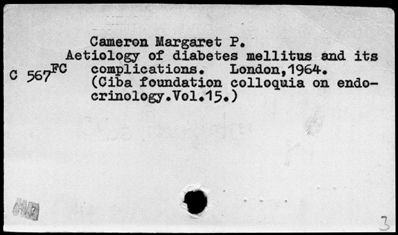 Cameron Margaret P.
Aetiology of diabetes mellitus and its
C 567FC complications. London,1964.
(Ciba foundation colloquia on endo-
crinology.Vol.15.)
3